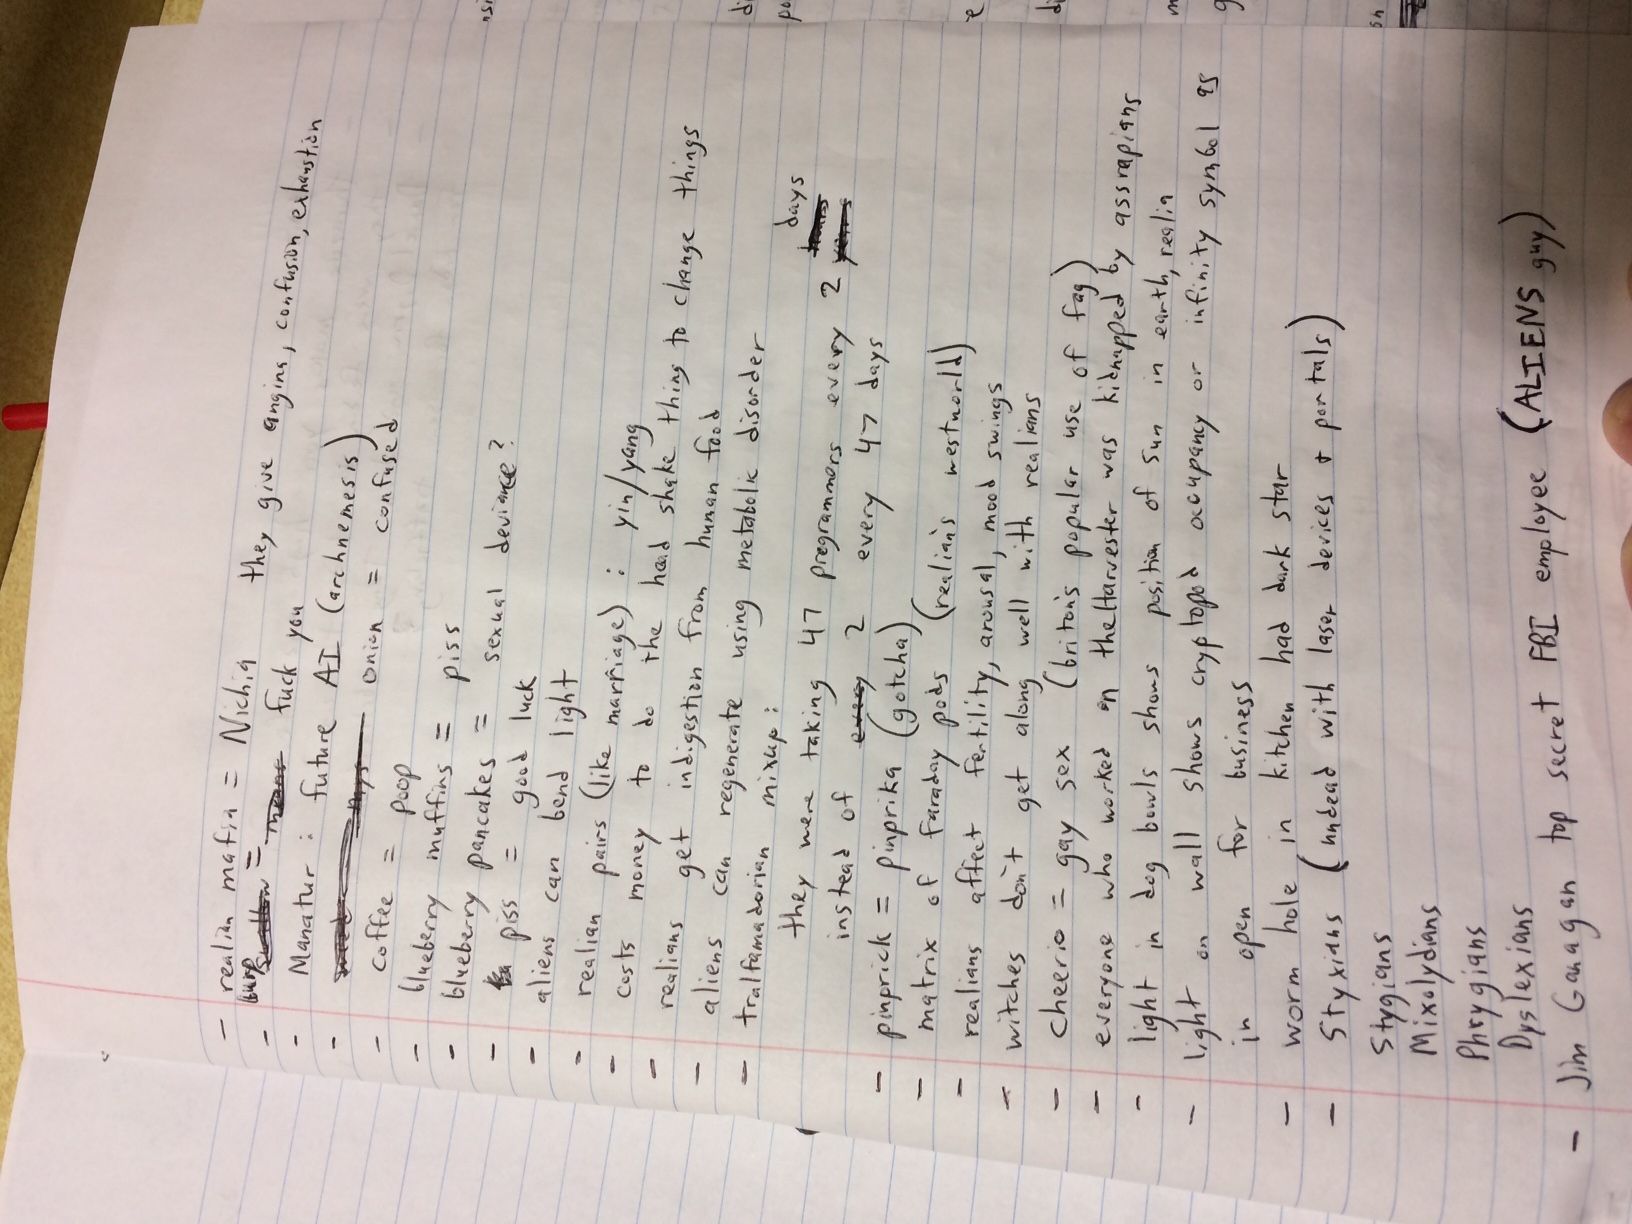 - realian mafia = Nichia they give angina, confusion, exhaustion
- burp = fuck you
- Manatur : future AI (archnemesis)
- onion = confused
- coffee = poop
- blueberry muffins = piss
- blueberry pancakes = sexual deviance?
- piss = good luck
- aliens can bend light
- realian pairs (like marriage) : yin/yang
- costs money to do the head shake thing to change things
- realians get indigestion from human food
- aliens can regenerate using metabolic disorder
- tralfamadorian mixup:
they were taking 47 programmers every 2 days
instead of 2 every 47 days
- pinprick = pinprika (gotcha)
- matrix of faraday pods (realian's westworld)
- realians affect fertility, arousal, mood swings
- witches don't get along well with realians
- cheerio = gay sex (briton's popular use of fag)
- everyone who worked on the Harvester was kidnapped by assrapians
- light in dog bowls shows position of sun in earth, realia
- light on wall shows cryptopod occupancy or infinity symbol as
in open for business
- worm hole in kitchen had dark star
- Styxians (undead with laser devices + portals)
Stygians
Mixolydians
Phrygians
Dyslexians
- Jim Ganagan top secret FBI employee (ALIENS guy)